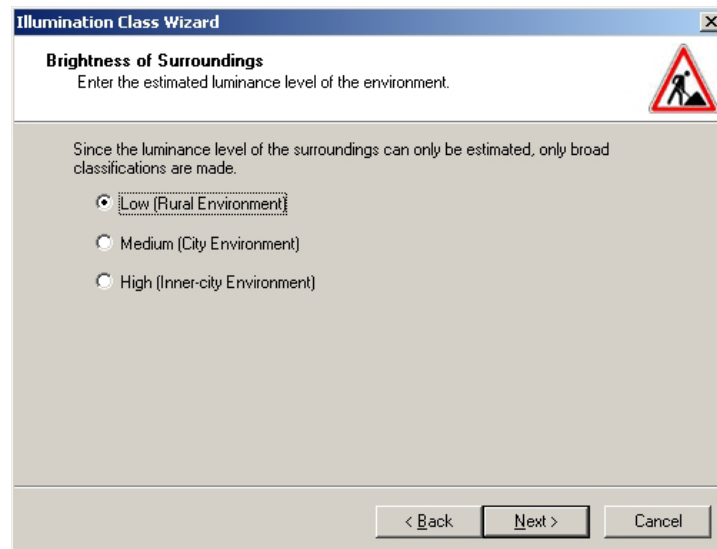 Illumination Class Wizard
Brightness of Surroundings
Enter the estimated luminance level of the environment.
Since the luminance level of the surroundings can only be estimated, only broad
classifications are made.
Low (Rural Environment)
Medium (City Environment)
High (Inner-city Environment)
< Back Next > Cancel